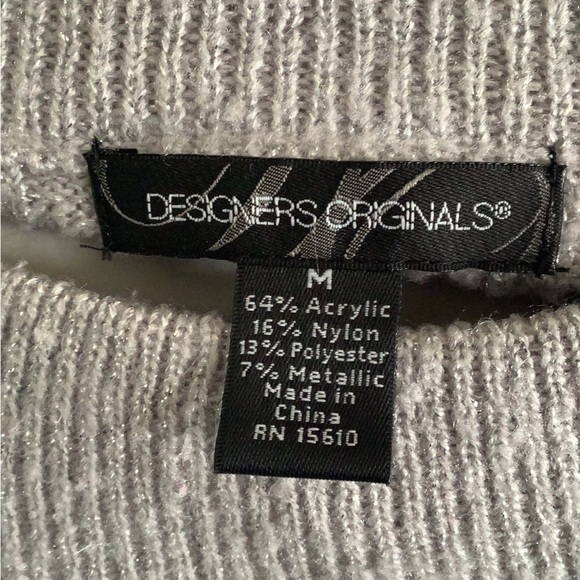 DESIGNERS ORIGINALS®
M
64% Acrylic
16% Nylon
13% Polyester
7% Metallic
Made in
China
RN 15610